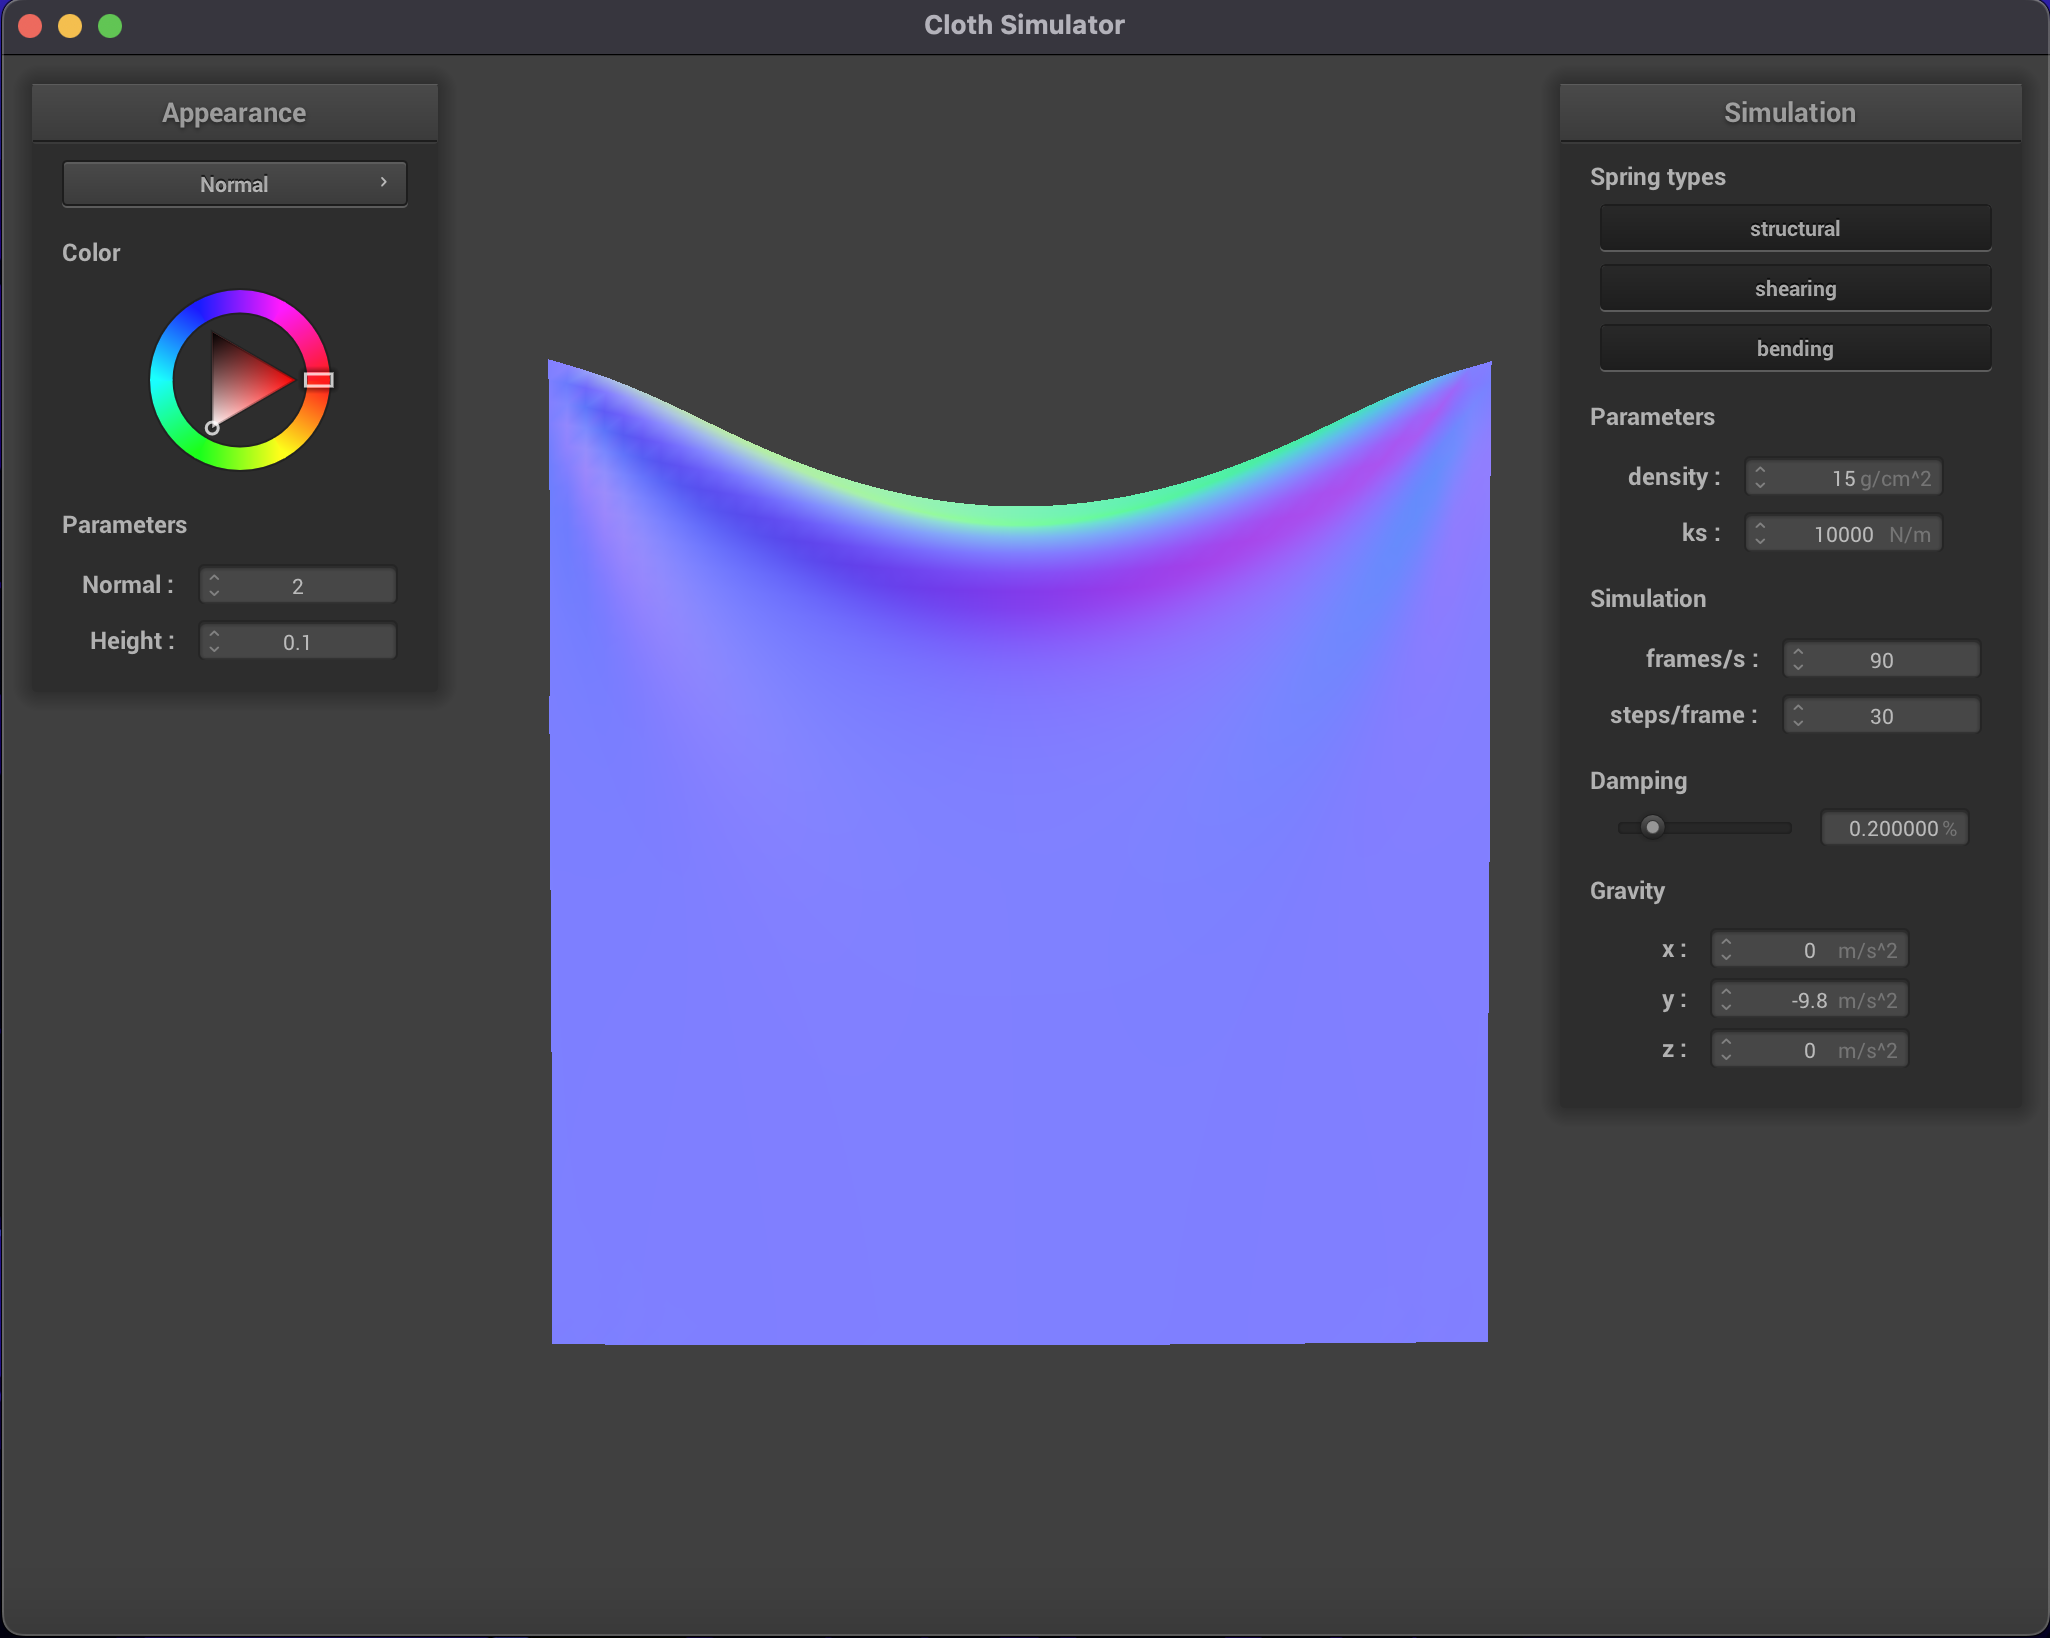 Cloth Simulator
Appearance
Normal
Color
Parameters
Normal : 2
Height : 0.1
Simulation
Spring types
structural
shearing
bending
Parameters
density : 15 g/cm^2
ks : 10000 N/m
Simulation
frames/s : 90
steps/frame : 30
Damping
0.200000 %
Gravity
x : 0 m/s^2
y : -9.8 m/s^2
z : 0 m/s^2